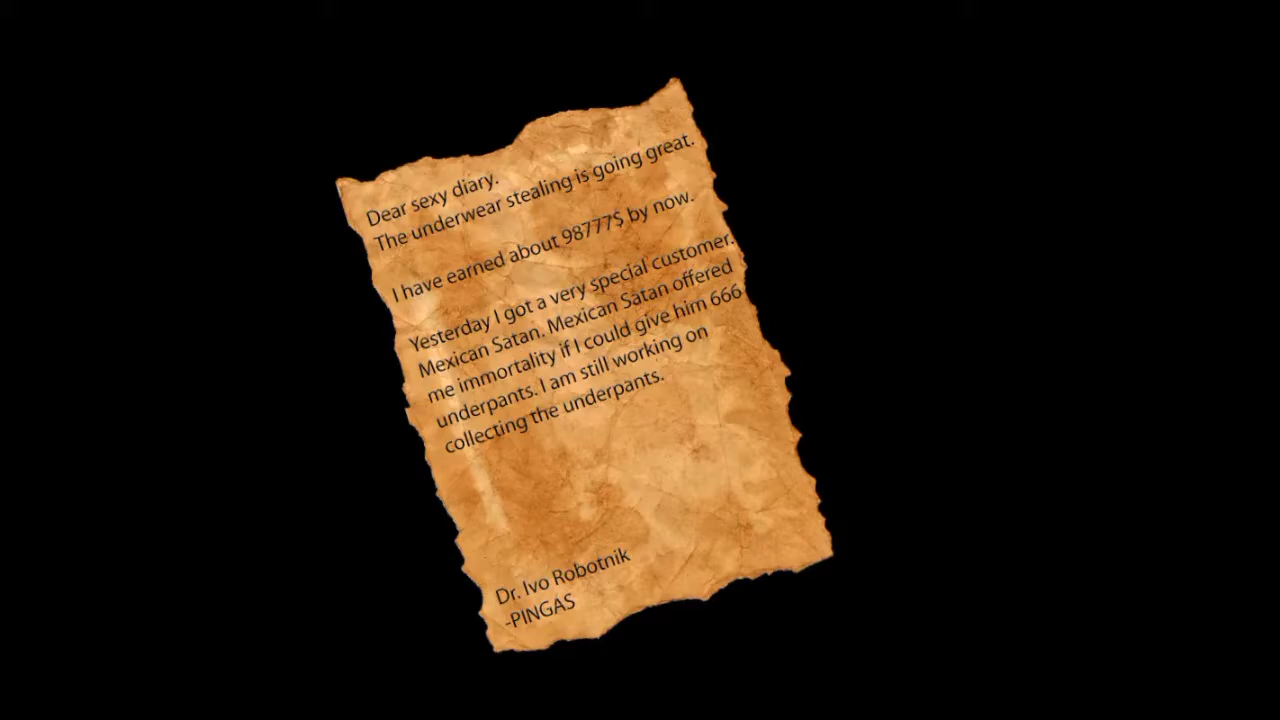 Dear sexy diary.
The underwear stealing is going great.
I have earned about 98777$ by now.
Yesterday I got a very special customer.
Mexican Satan. Mexican Satan offered
me immortality if I could give him 666
underpants. I am still working on
collecting the underpants.
Dr. Ivo Robotnik
-PINGAS